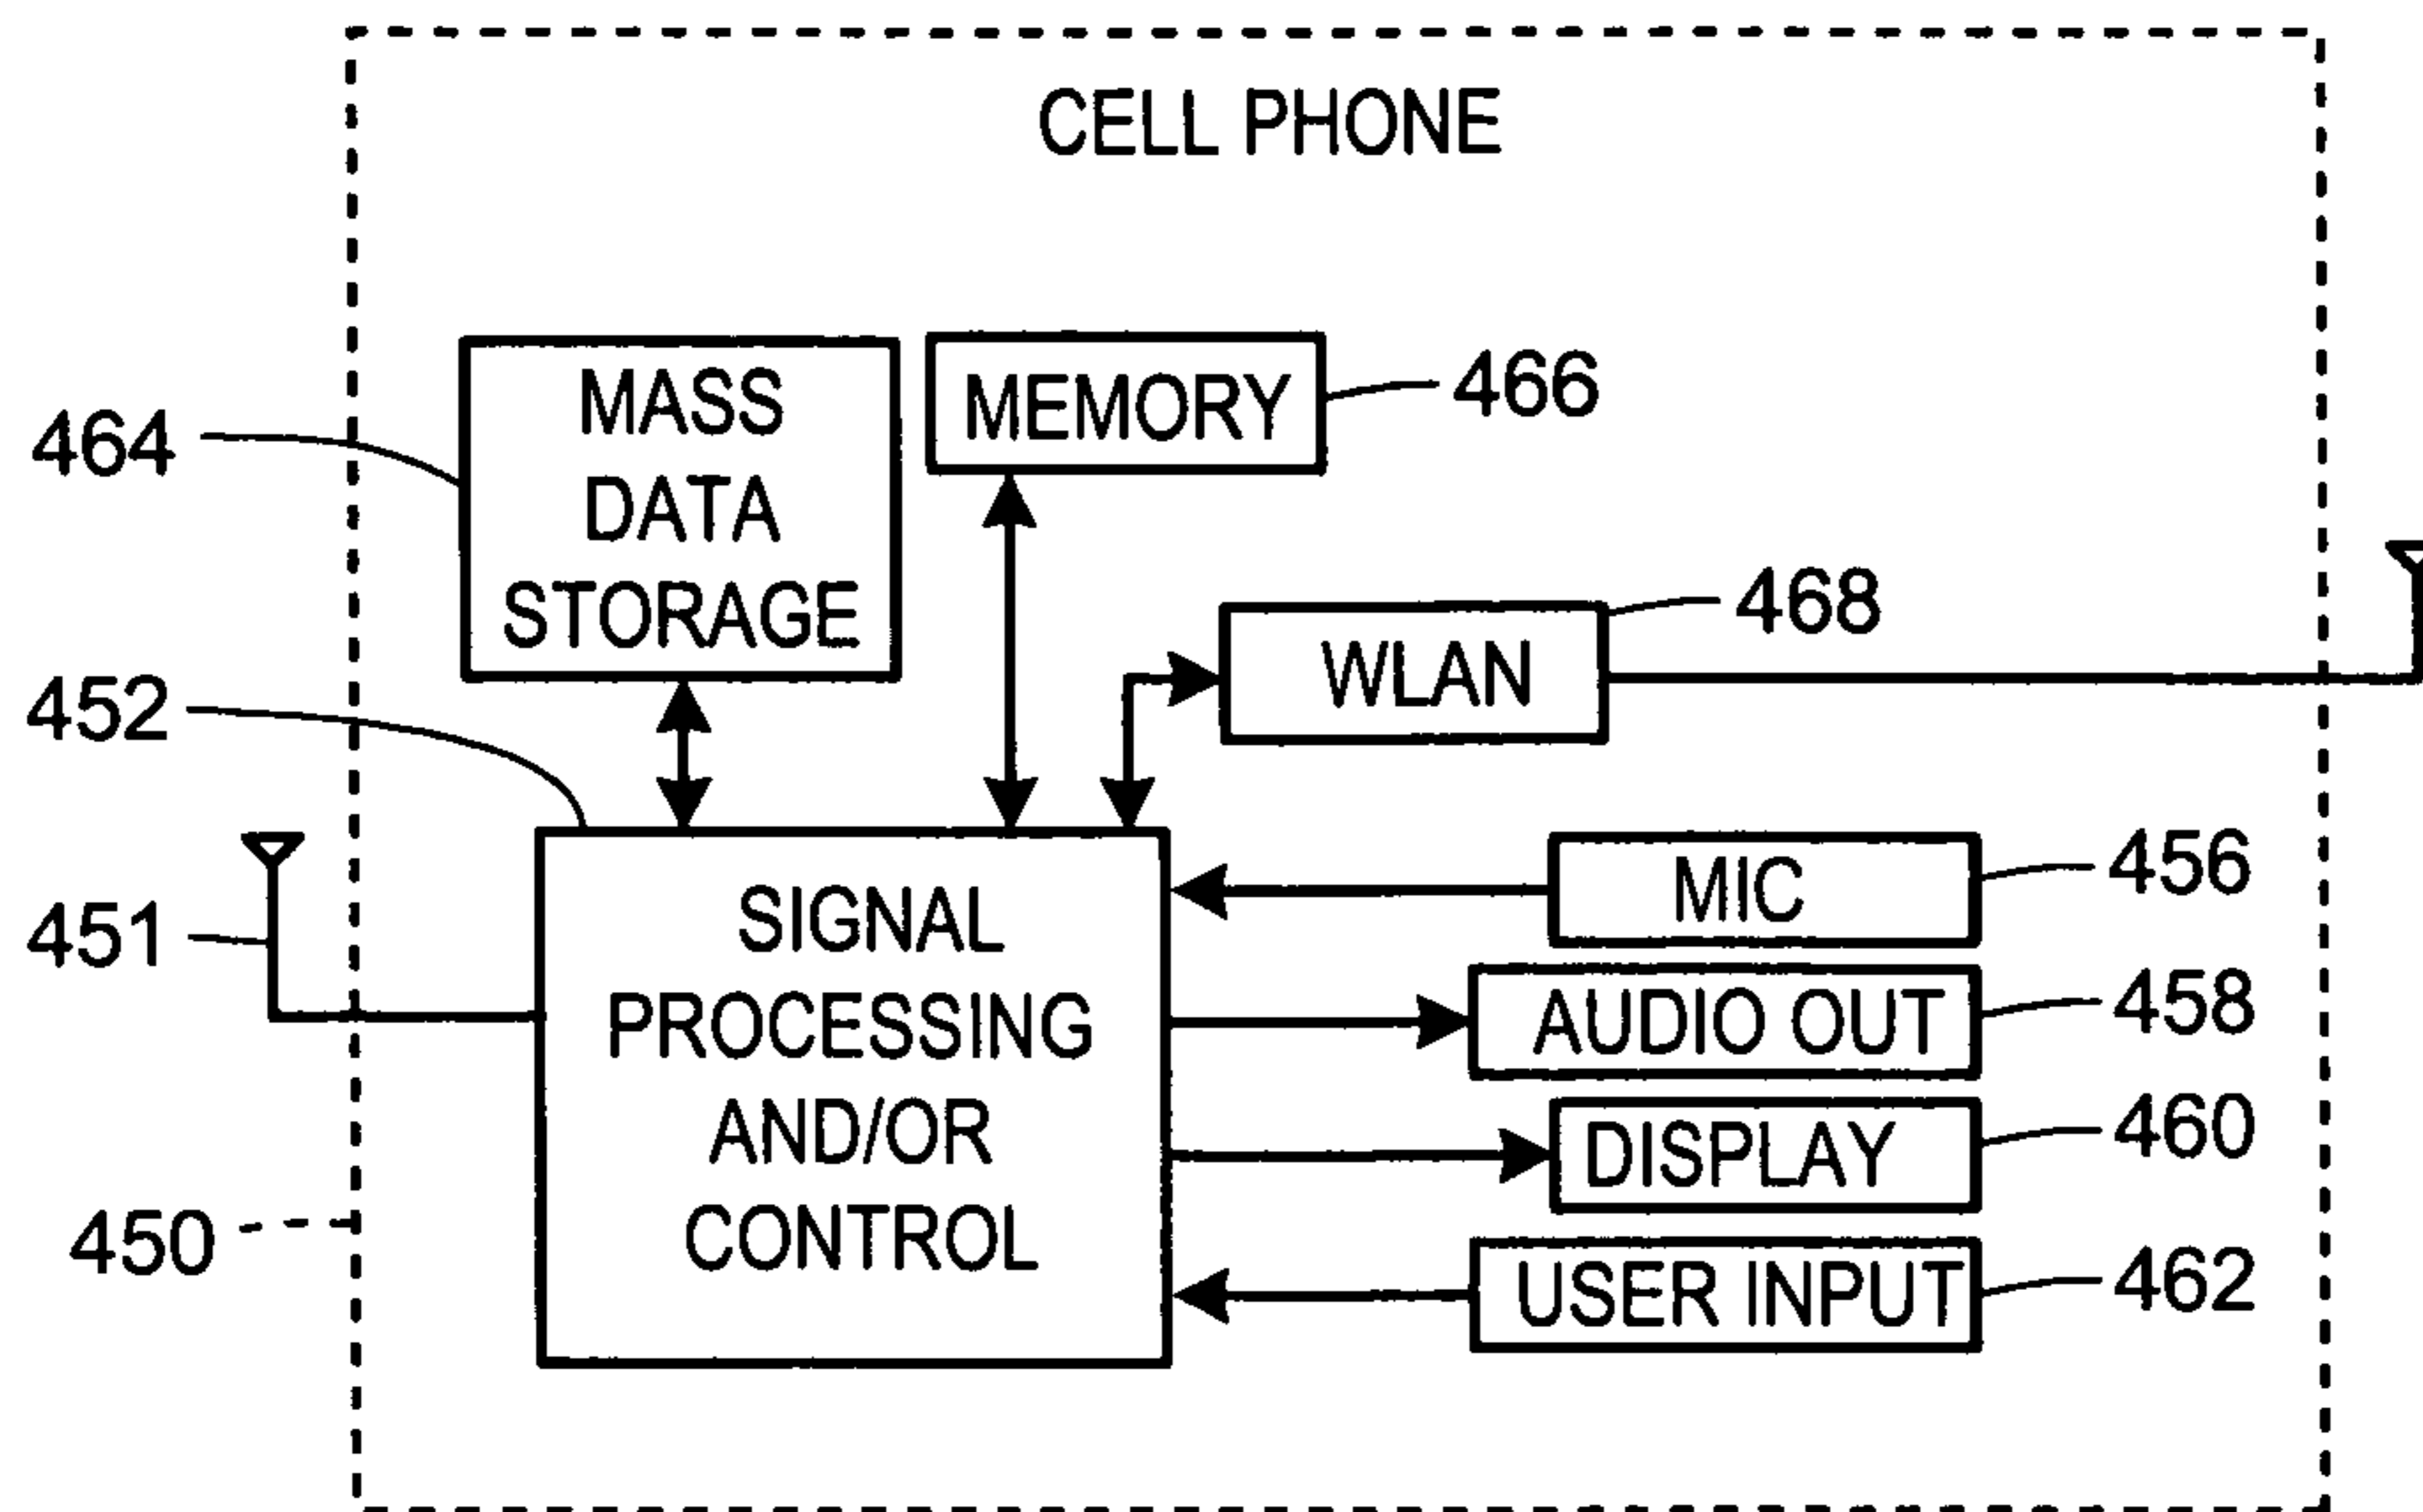 CELL PHONE
MASS
DATA
STORAGE
464
MEMORY
466
WLAN
468
452
451
450
SIGNAL
PROCESSING
AND/OR
CONTROL
MIC
456
AUDIO OUT
458
DISPLAY
460
USER INPUT
462